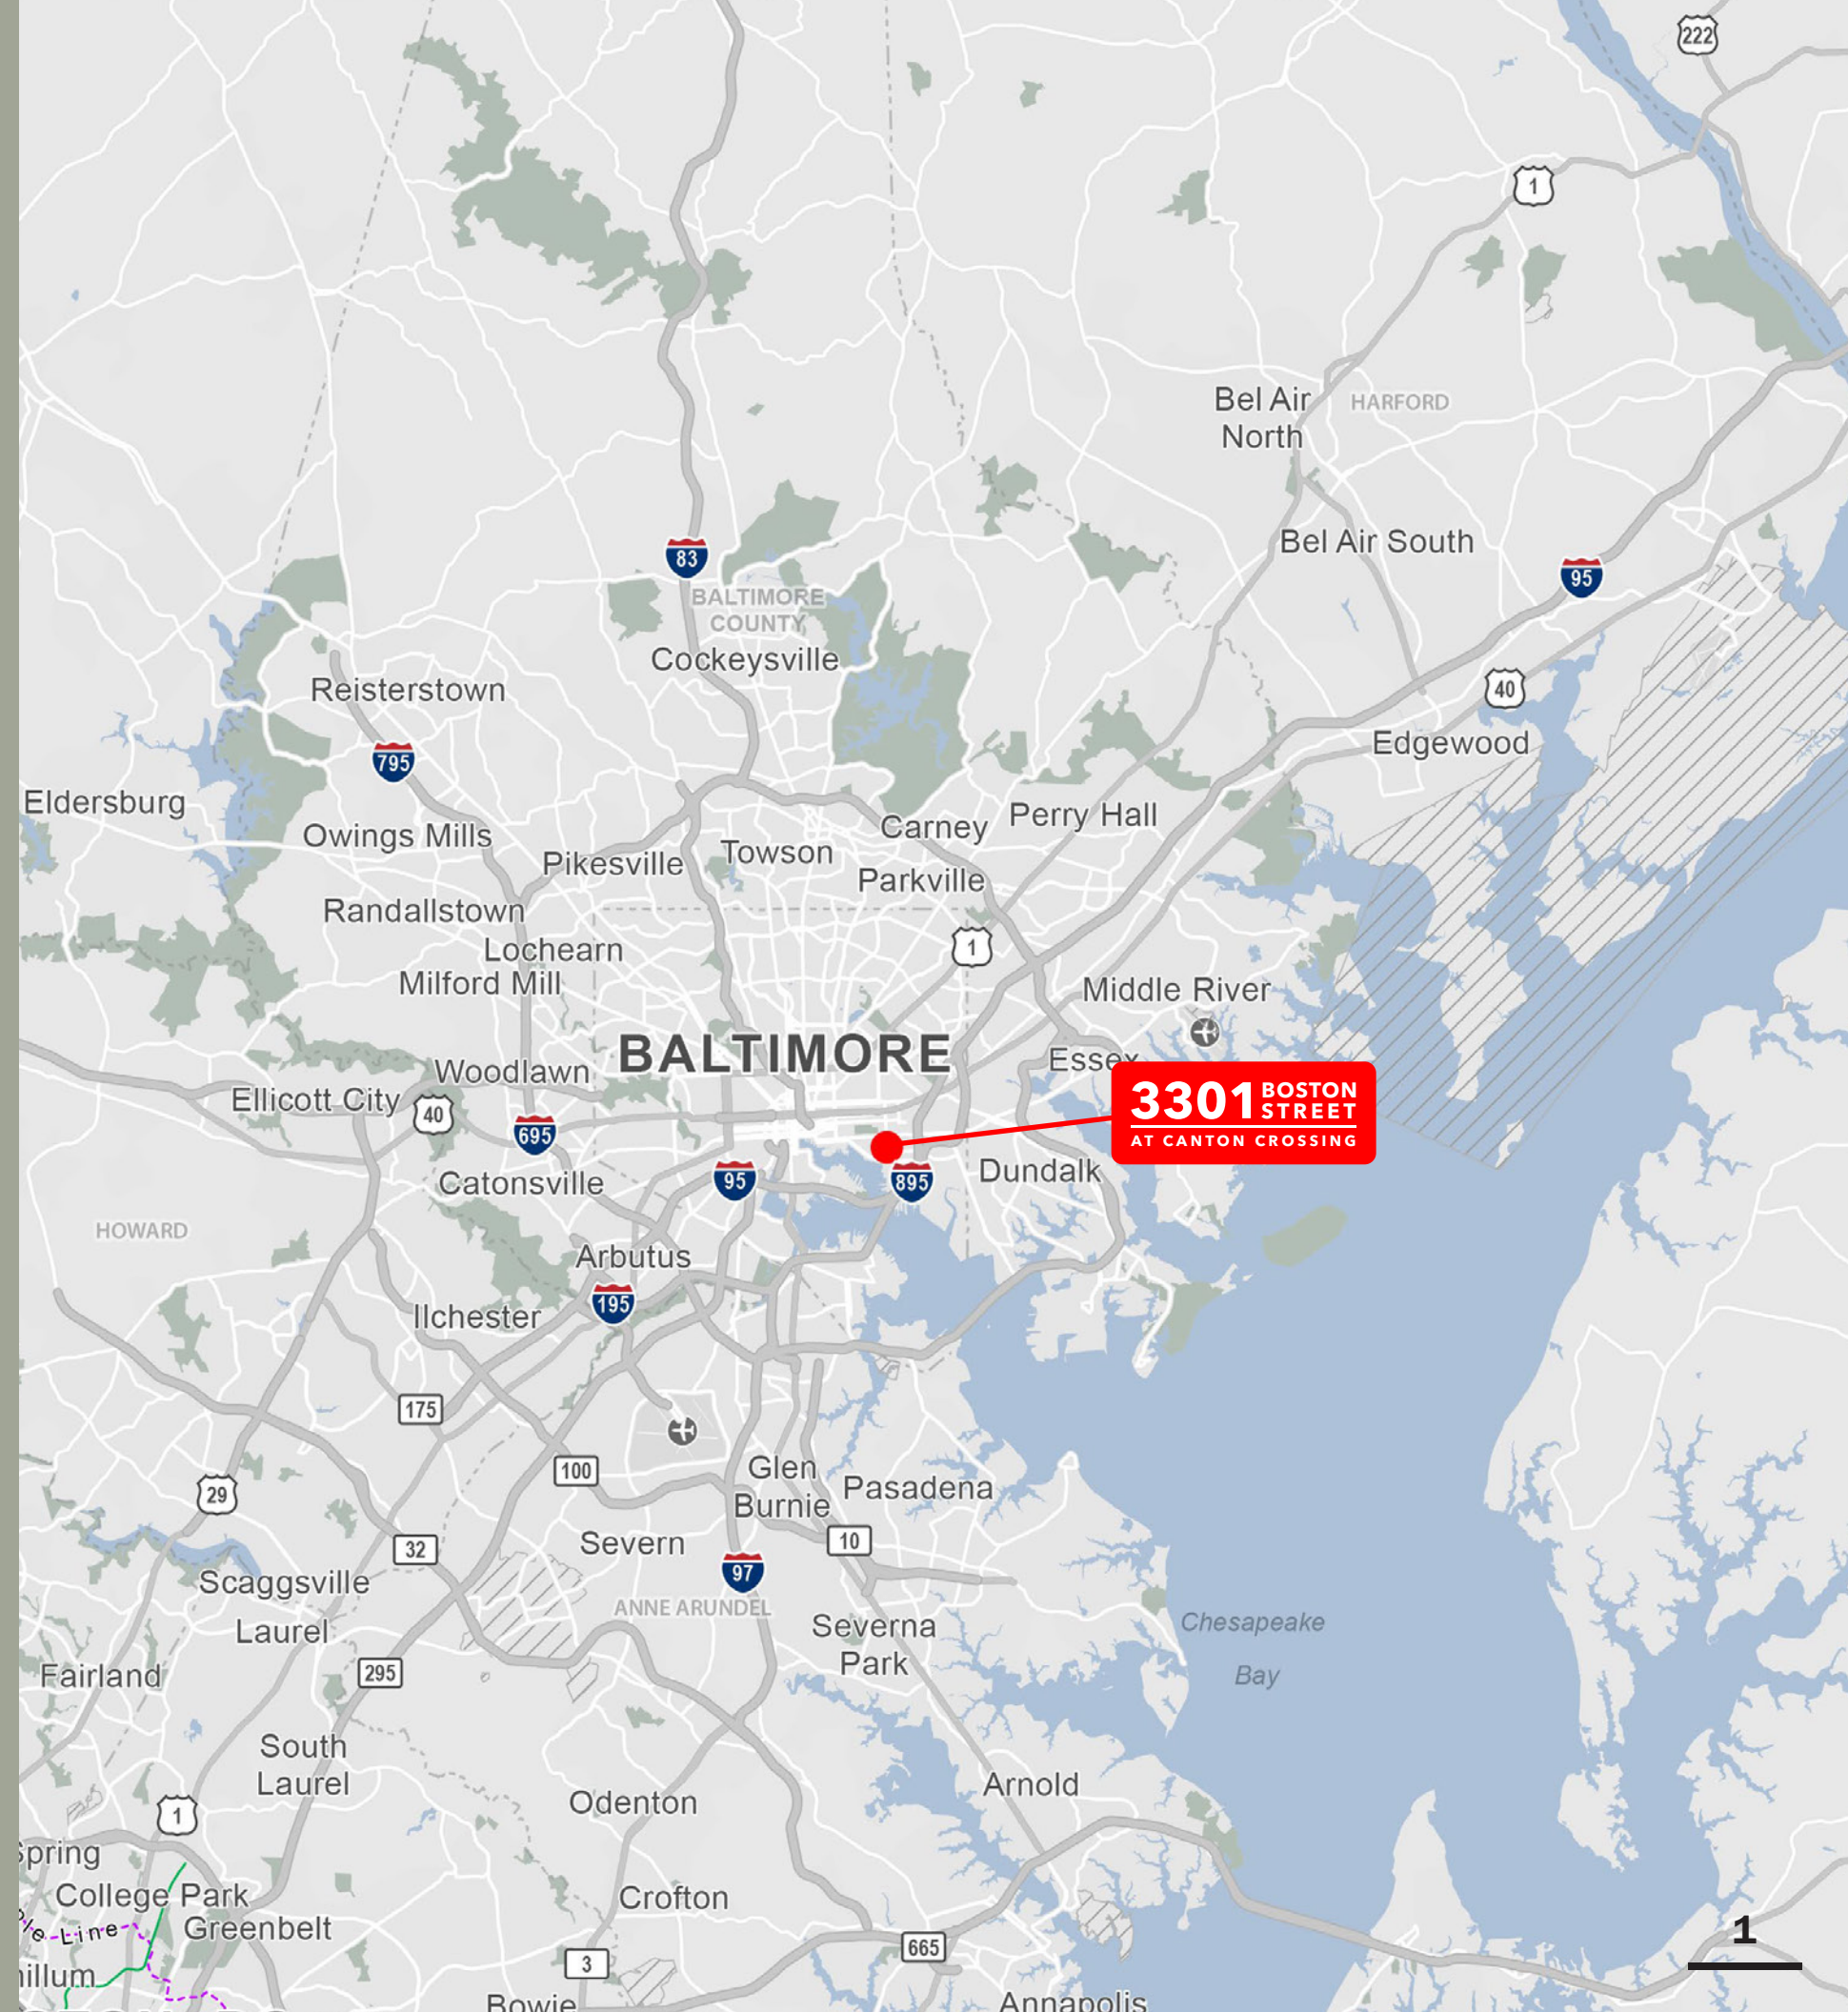 222
1
Bel Air
North
HARFORD
Bel Air South
83
95
BALTIMORE
COUNTY
Cockeysville
Reisterstown
40
Edgewood
795
Eldersburg
Owings Mills
Carney
Perry Hall
Pikesville
Towson
Parkville
Randallstown
Lochearn
1
Milford Mill
Middle River
BALTIMORE
Essex
Woodlawn
Ellicott City
40
3301 BOSTON
STREET
AT CANTON CROSSING
695
Catonsville
95
895
Dundalk
HOWARD
Arbutus
195
Ilchester
175
100
Glen
Burnie
Pasadena
29
32
Severn
10
97
Scaggsville
ANNE ARUNDEL
Laurel
Severna
Park
Chesapeake
Bay
Fairland
295
South
Laurel
Arnold
Odenton
1
pring
College Park
Crofton
Line
Greenbelt
1
665
3
illum
Bowie
Annapolis